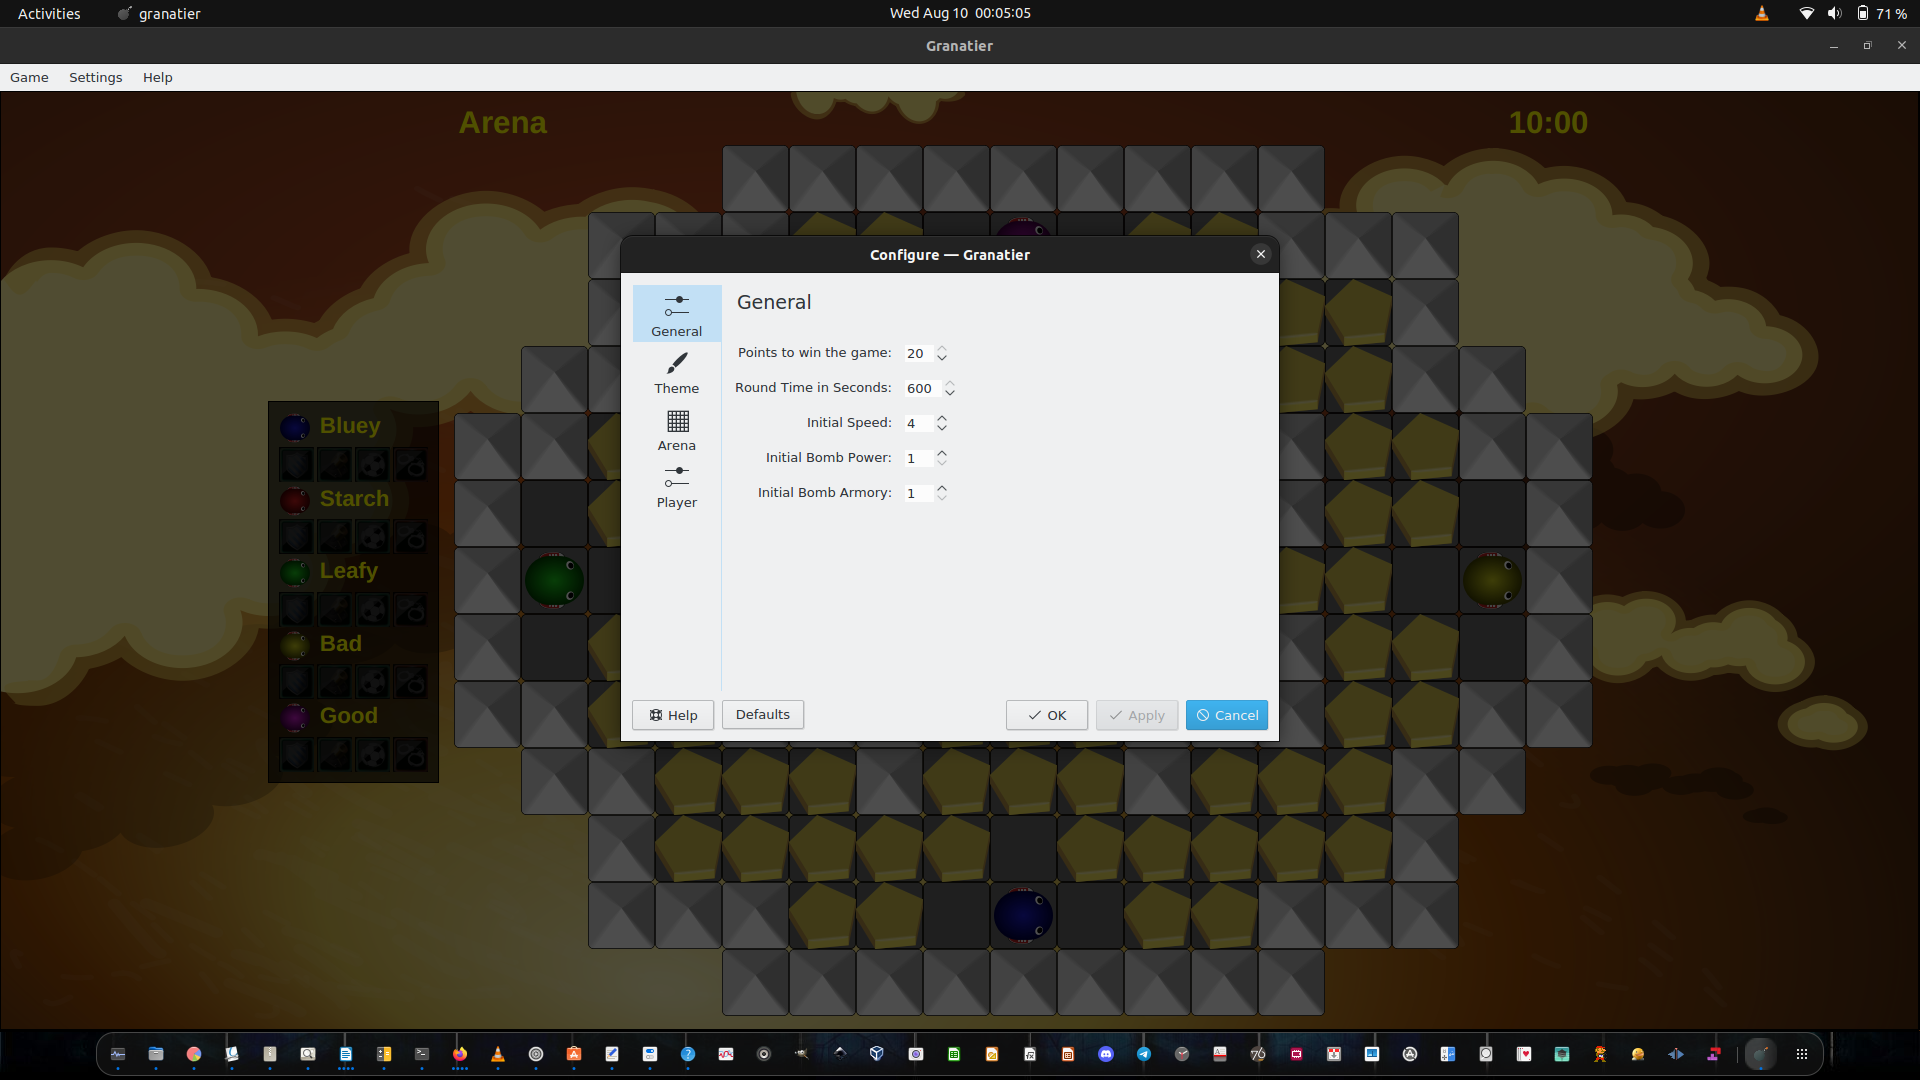 Activities
granatier
Wed Aug 10 00:05:05
71 %
Granatier
Game Settings Help
Arena
10:00
Configure — Granatier
General
General
Points to win the game: 20
Theme
Round Time in Seconds: 600
Initial Speed: 4
Arena
Initial Bomb Power: 1
Player
Initial Bomb Armory: 1
Bluey
Starch
Leafy
Bad
Good
Help
Defaults
OK
Apply
Cancel
76